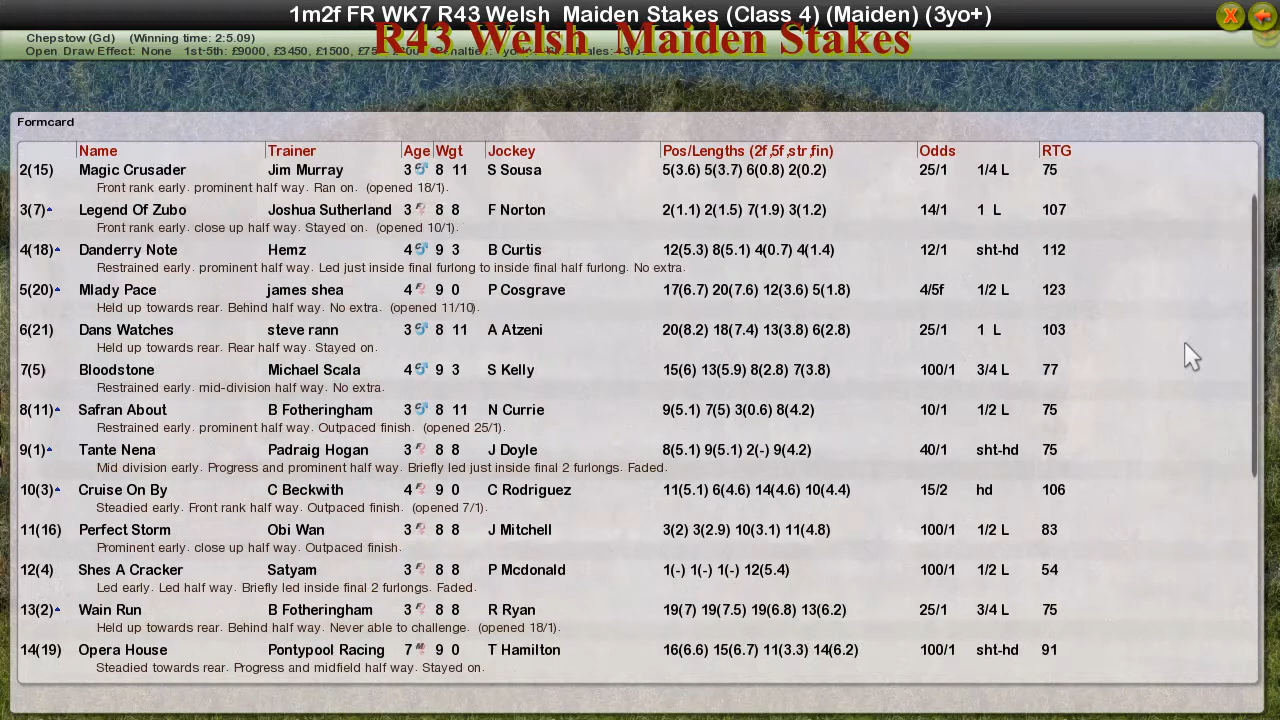 1m2f FR WK7 R43 Welsh  Maiden Stakes (Class 4) (Maiden) (3yo+)
R43 Welsh  Maiden Stakes
Chepstow (Gd)    (Winning time: 2:5.09)
Open Draw Effect: None   1st-5th: £9000, £3450, £1500,
Formcard
Name Trainer Age Wgt Jockey Pos/Lengths (2f,5f,str,fin) Odds RTG
2(15) Magic Crusader Jim Murray 3 8 11 S Sousa 5(3.6) 5(3.7) 6(0.8) 2(0.2) 25/1 1/4 L 75
Front rank early. prominent half way. Ran on.  (opened 18/1).
3(7) Legend Of Zubo Joshua Sutherland 3 8 8 F Norton 2(1.1) 2(1.5) 7(1.9) 3(1.2) 14/1 1 L 107
Front rank early. close up half way. Stayed on.  (opened 10/1).
4(18) Danderry Note Hemz 4 9 3 B Curtis 12(5.3) 8(5.1) 4(0.7) 4(1.4) 12/1 sht-hd 112
Restrained early. prominent half way. Led just inside final furlong to inside final half furlong. No extra.
5(20) Mlady Pace james shea 4 9 0 P Cosgrave 17(6.7) 20(7.6) 12(3.6) 5(1.8) 4/5f 1/2 L 123
Held up towards rear. Behind half way. No extra. (opened 11/10).
6(21) Dans Watches steve rann 3 8 11 A Atzeni 20(8.2) 18(7.4) 13(3.8) 6(2.8) 25/1 1 L 103
Held up towards rear. Rear half way. Stayed on.
7(5) Bloodstone Michael Scala 4 9 3 S Kelly 15(6) 13(5.9) 8(2.8) 7(3.8) 100/1 3/4 L 77
Restrained early. mid-division half way. No extra.
8(11) Safran About B Fotheringham 3 8 11 N Currie 9(5.1) 7(5) 3(0.6) 8(4.2) 10/1 1/2 L 75
Restrained early. prominent half way. Outpaced finish.  (opened 25/1).
9(1) Tante Nena Padraig Hogan 3 8 8 J Doyle 8(5.1) 9(5.1) 2(-) 9(4.2) 40/1 sht-hd 75
Mid division early. Progress and prominent half way. Briefly led just inside final 2 furlongs. Faded.
10(3) Cruise On By C Beckwith 4 9 0 C Rodriguez 11(5.1) 6(4.6) 14(4.6) 10(4.4) 15/2 hd 106
Steadied early. Front rank half way. Outpaced finish.  (opened 7/1).
11(16) Perfect Storm Obi Wan 3 8 8 J Mitchell 3(2) 3(2.9) 10(3.1) 11(4.8) 100/1 1/2 L 83
Prominent early. close up half way. Outpaced finish.
12(4) Shes A Cracker Satyam 3 8 8 P Mcdonald 1(-) 1(-) 1(-) 12(5.4) 100/1 1/2 L 54
Led early. Led half way. Briefly led inside final 2 furlongs. Faded.
13(2) Wain Run B Fotheringham 3 8 8 R Ryan 19(7) 19(7.5) 19(6.8) 13(6.2) 25/1 3/4 L 75
Held up towards rear. Behind half way. Never able to challenge.  (opened 18/1).
14(19) Opera House Pontypool Racing 7 9 0 T Hamilton 16(6.6) 15(6.7) 11(3.3) 14(6.2) 100/1 sht-hd 91
Steadied towards rear. Progress and midfield half way. Stayed on.